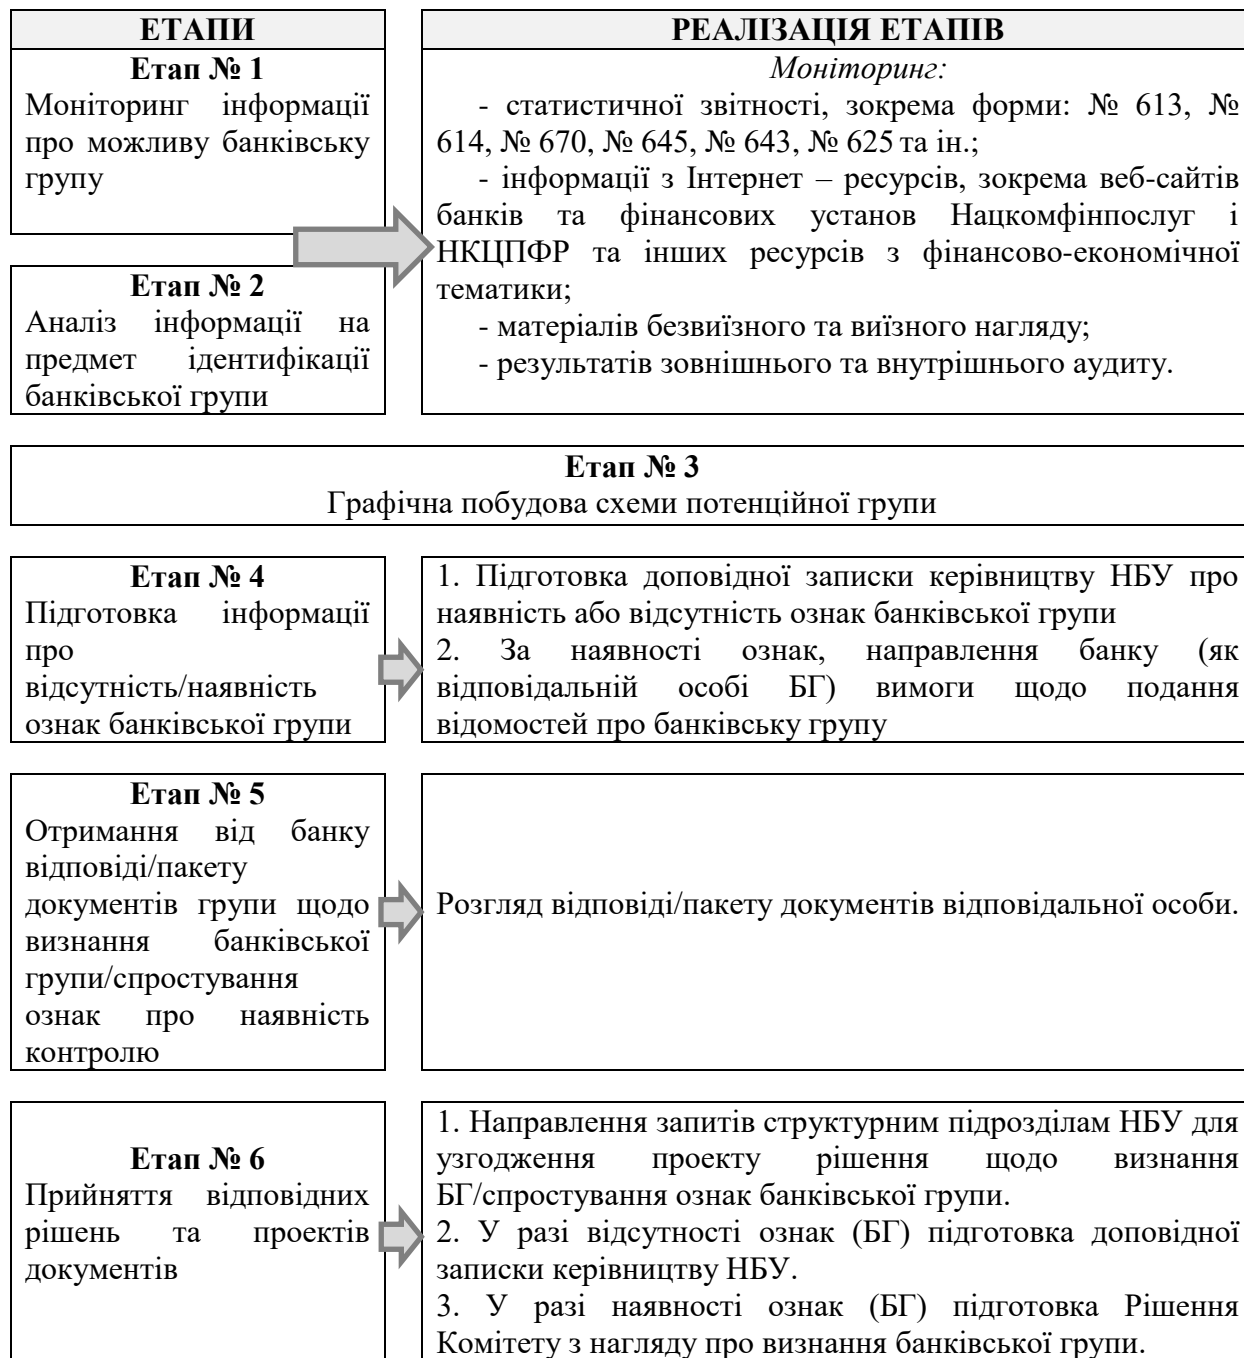 ЕТАПИ
РЕАЛІЗАЦІЯ ЕТАПІВ
Етап № 1
Моніторинг інформації
про можливу банківську
групу
Етап № 2
Аналіз інформації на
предмет ідентифікації
банківської групи
Моніторинг:
- статистичної звітності, зокрема форми: № 613, №
614, № 670, № 645, № 643, № 625 та ін.;
- інформації з Інтернет – ресурсів, зокрема веб-сайтів
банків та фінансових установ Нацкомфінпослуг і
НКЦПФР та інших ресурсів з фінансово-економічної
тематики;
- матеріалів безвиїзного та виїзного нагляду;
- результатів зовнішнього та внутрішнього аудиту.
Етап № 3
Графічна побудова схеми потенційної групи
Етап № 4
Підготовка інформації
про
відсутність/наявність
ознак банківської групи
1. Підготовка доповідної записки керівництву НБУ про
наявність або відсутність ознак банківської групи
2. За наявності ознак, направлення банку (як
відповідальній особі БГ) вимоги щодо подання
відомостей про банківську групу
Етап № 5
Отримання від банку
відповіді/пакету
документів групи щодо
визнання банківської
групи/спростування
ознак про наявність
контролю
Розгляд відповіді/пакету документів відповідальної особи.
Етап № 6
Прийняття відповідних
рішень та проектів
документів
1. Направлення запитів структурним підрозділам НБУ для
узгодження проекту рішення щодо визнання
БГ/спростування ознак банківської групи.
2. У разі відсутності ознак (БГ) підготовка доповідної
записки керівництву НБУ.
3. У разі наявності ознак (БГ) підготовка Рішення
Комітету з нагляду про визнання банківської групи.